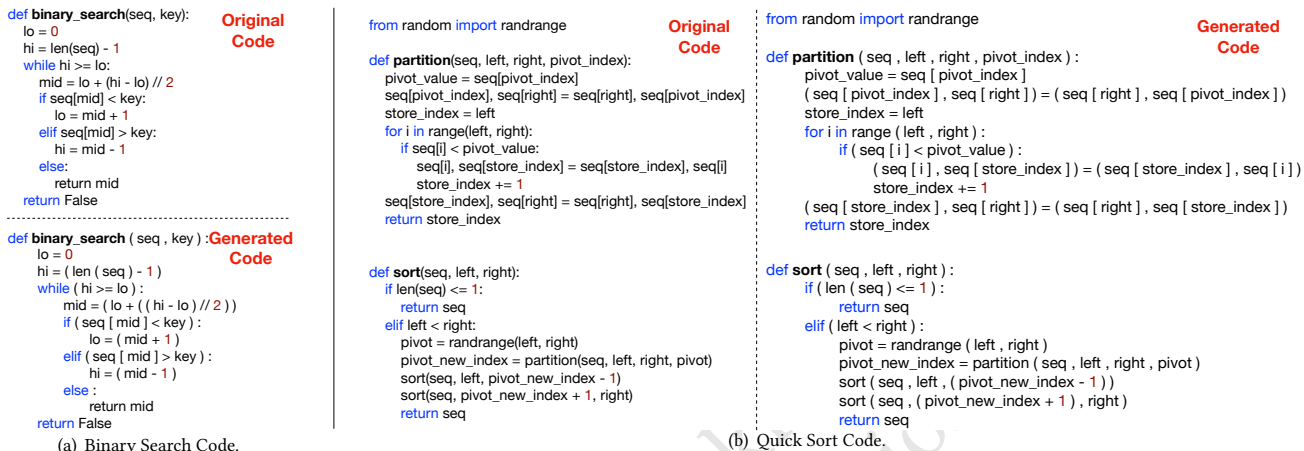 def binary_search(seq, key):
Original
Code
lo = 0
hi = len(seq) - 1
while hi >= lo:
mid = lo + (hi - lo) // 2
if seq[mid] < key:
lo = mid + 1
elif seq[mid] > key:
hi = mid - 1
else:
return mid
return False
def binary_search ( seq , key ) :
Generated
Code
lo = 0
hi = ( len ( seq ) - 1 )
while ( hi >= lo ) :
mid = ( lo + ( ( hi - lo ) // 2 ) )
if ( seq [ mid ] < key ) :
lo = ( mid + 1 )
elif ( seq [ mid ] > key ) :
hi = ( mid - 1 )
else :
return mid
return False
(a) Binary Search Code.
from random import randrange
Original
Code
def partition(seq, left, right, pivot_index):
pivot_value = seq[pivot_index]
seq[pivot_index], seq[right] = seq[right], seq[pivot_index]
store_index = left
for i in range(left, right):
if seq[i] < pivot_value:
seq[i], seq[store_index] = seq[store_index], seq[i]
store_index += 1
seq[store_index], seq[right] = seq[right], seq[store_index]
return store_index
def sort(seq, left, right):
if len(seq) <= 1:
return seq
elif left < right:
pivot = randrange(left, right)
pivot_new_index = partition(seq, left, right, pivot)
sort(seq, left, pivot_new_index - 1)
sort(seq, pivot_new_index + 1, right)
return seq
from random import randrange
Generated
Code
def partition ( seq , left , right , pivot_index ) :
pivot_value = seq [ pivot_index ]
( seq [ pivot_index ] , seq [ right ] ) = ( seq [ right ] , seq [ pivot_index ] )
store_index = left
for i in range ( left , right ) :
if ( seq [ i ] < pivot_value ) :
( seq [ i ] , seq [ store_index ] ) = ( seq [ store_index ] , seq [ i ] )
store_index += 1
( seq [ store_index ] , seq [ right ] ) = ( seq [ right ] , seq [ store_index ] )
return store_index
def sort ( seq , left , right ) :
if ( len ( seq ) <= 1 ) :
return seq
elif ( left < right ) :
pivot = randrange ( left , right )
pivot_new_index = partition ( seq , left , right , pivot )
sort ( seq , left , ( pivot_new_index - 1 ) )
sort ( seq , ( pivot_new_index + 1 ) , right )
return seq
(b) Quick Sort Code.